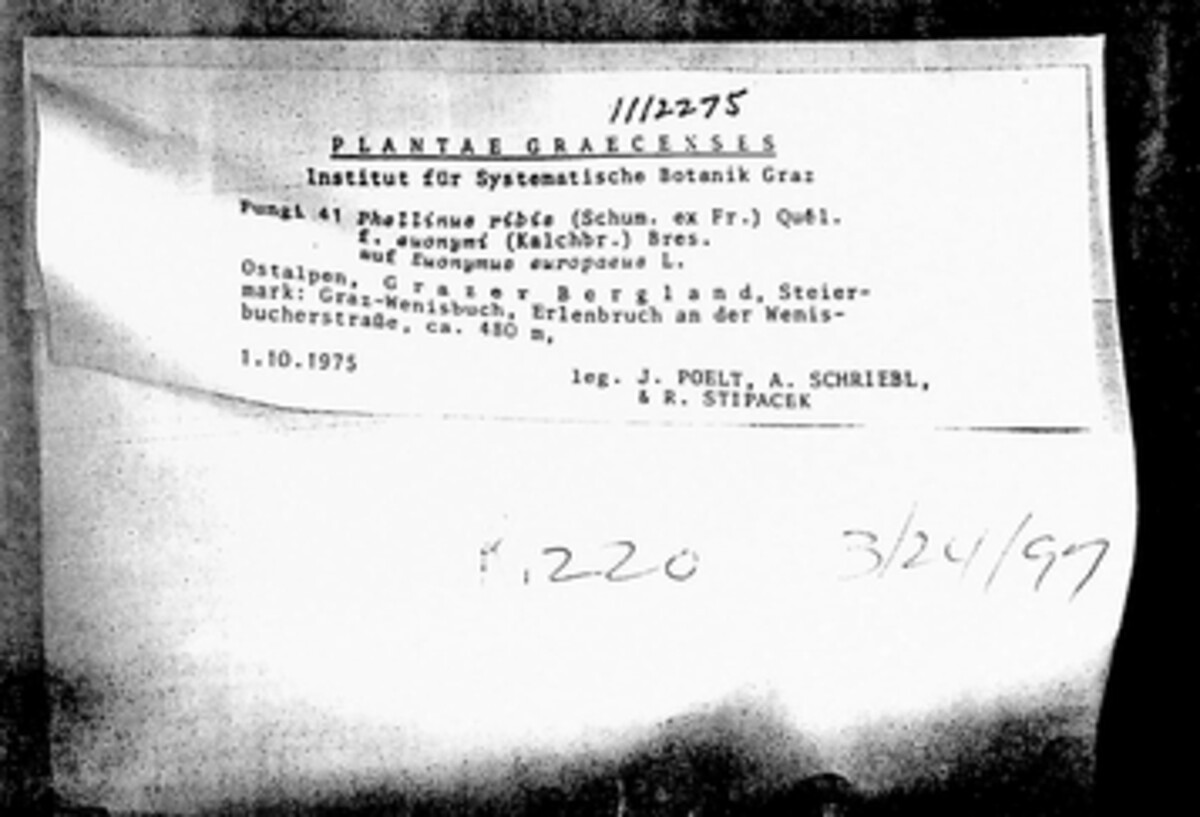 1112275
PLANTAE GRAECENSES
Institut für Systematische Botanik Graz
Fungi 41 Phellinus ribis (Schum. ex Fr.) Quél.
f. euonymi (Kalchbr.) Bres.
auf Euonymus europaeus L.
Ostalpen, Grazer Bergland, Steier-
mark: Graz-Wenisbuch, Erlenbruch an der Wenis-
bucherstraße, ca. 480 m,
1.10.1975
leg. J. POELT, A. SCHRIEBL,
& R. STIPACEK
220 3/24/97